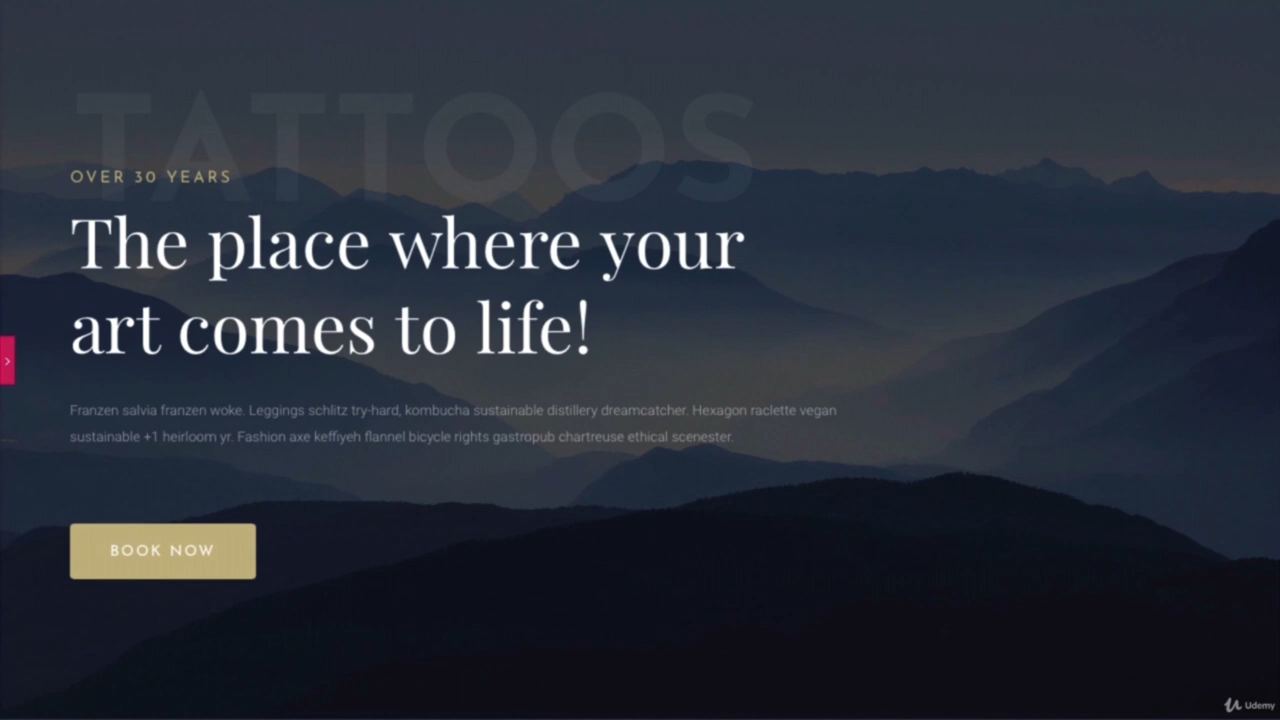 TATTOOS
OVER 30 YEARS
The place where your
art comes to life!
Franzen salvia franzen woke. Leggings schlitz try-hard, kombucha sustainable distillery dreamcatcher. Hexagon raclette vegan
sustainable +1 heirloom yr. Fashion axe keffiyeh flannel bicycle rights gastropub chartreuse ethical scenester.
BOOK NOW
Udemy